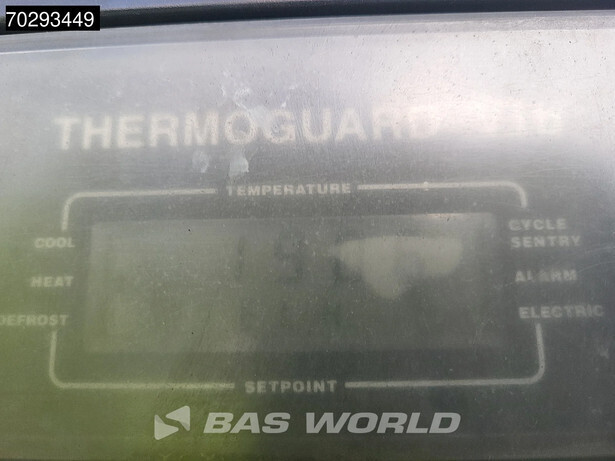 70293449
THERMOGUARD
TEMPERATURE
CYCLE
COOL SENTRY
HEAT ALARM
DEFROST ELECTRIC
SETPOINT
BAS WORLD